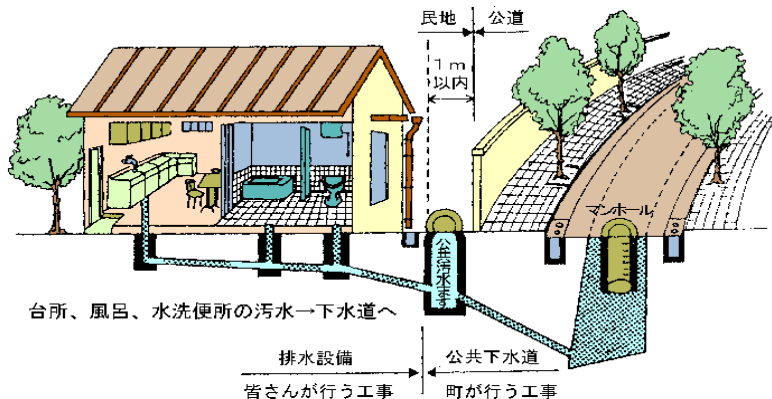 民地
公道
１ｍ
以内
マンホール
公共汚水ます
台所、風呂、水洗便所の汚水→下水道へ
排水設備
公共下水道
皆さんが行う工事
町が行う工事